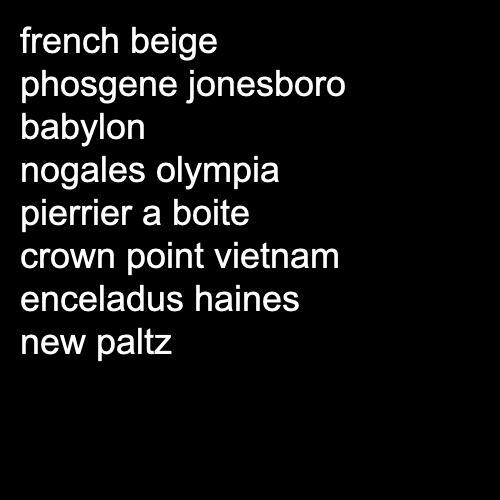 french beige
phosgene jonesboro
babylon
nogales olympia
pierrier a boite
crown point vietnam
enceladus haines
new paltz